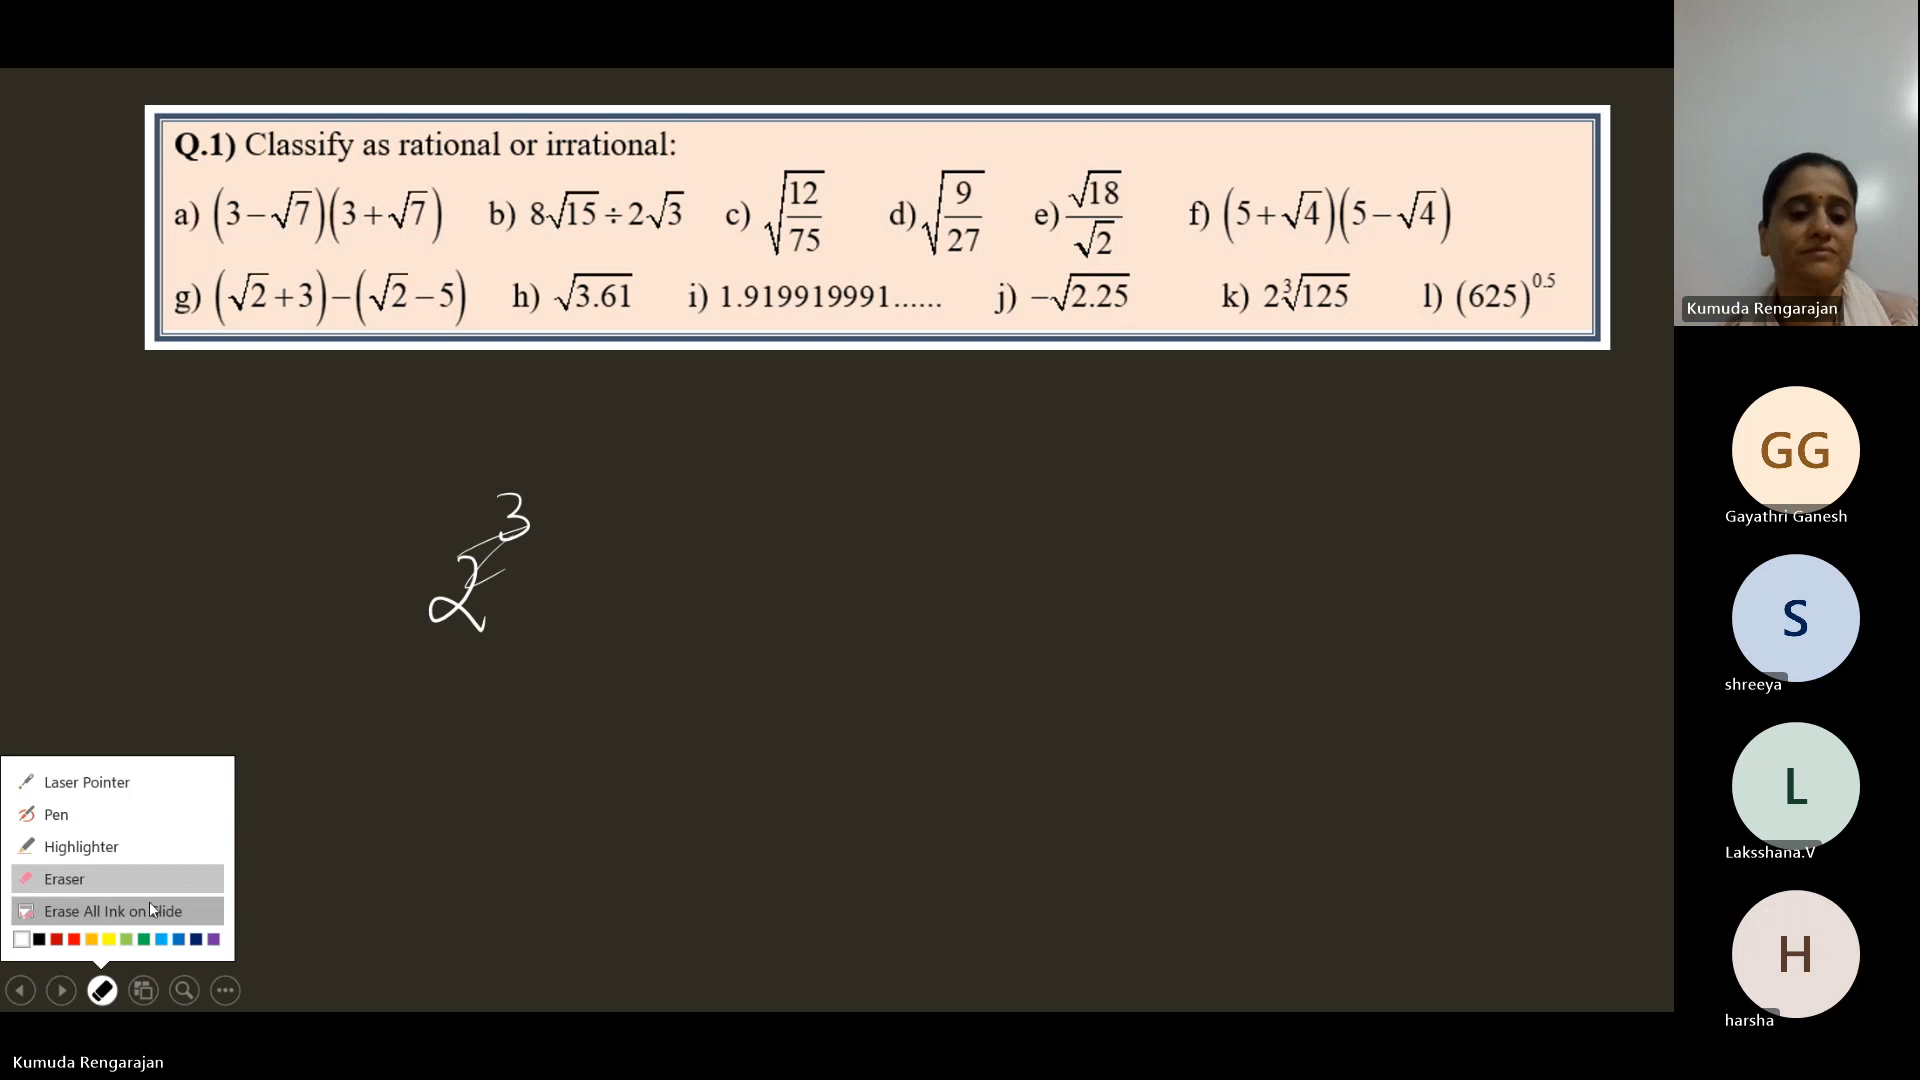 Q.1) Classify as rational or irrational:
a) (3−√7)(3+√7) b) 8√15÷2√3 c) √(12/75) d) √(9/27) e) √18/√2 f) (5+√4)(5−√4)
g) (√2+3)−(√2−5) h) √3.61 i) 1.919919991...... j) −√2.25 k) 2∛125 l) (625)^0.5
2³
Laser Pointer
Pen
Highlighter
Eraser
Erase All Ink on Slide
Kumuda Rengarajan
Kumuda Rengarajan
GG
Gayathri Ganesh
S
shreeya
L
Laksshana.V
H
harsha